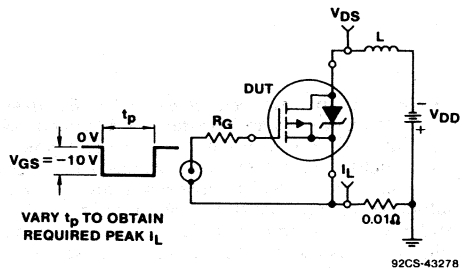 VDS
L
DUT
−
VDD
+
tp
0 V
RG
VGS = −10 V
IL
0.01Ω
VARY tp TO OBTAIN
REQUIRED PEAK IL
92CS-43278